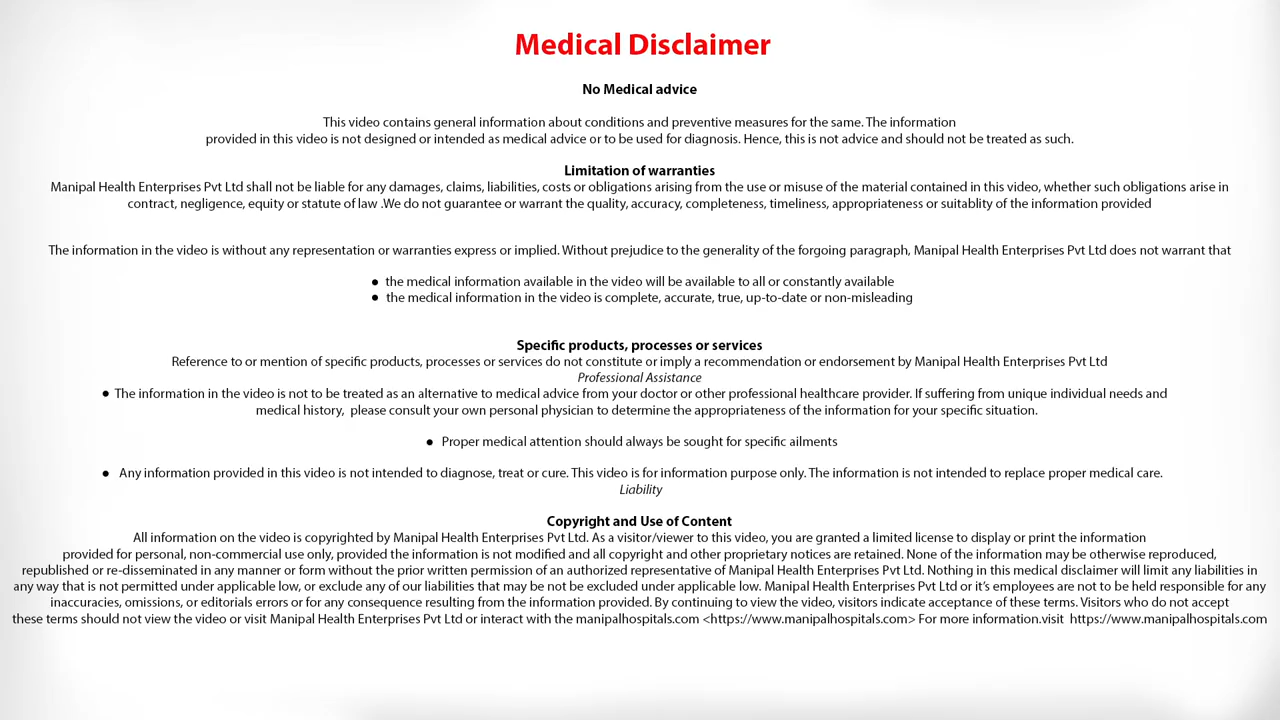 Medical Disclaimer
No Medical advice
This video contains general information about conditions and preventive measures for the same. The information
provided in this video is not designed or intended as medical advice or to be used for diagnosis. Hence, this is not advice and should not be treated as such.
Limitation of warranties
Manipal Health Enterprises Pvt Ltd shall not be liable for any damages, claims, liabilities, costs or obligations arising from the use or misuse of the material contained in this video, whether such obligations arise in
contract, negligence, equity or statute of law .We do not guarantee or warrant the quality, accuracy, completeness, timeliness, appropriateness or suitablity of the information provided
The information in the video is without any representation or warranties express or implied. Without prejudice to the generality of the forgoing paragraph, Manipal Health Enterprises Pvt Ltd does not warrant that
● the medical information available in the video will be available to all or constantly available
● the medical information in the video is complete, accurate, true, up-to-date or non-misleading
Specific products, processes or services
Reference to or mention of specific products, processes or services do not constitute or imply a recommendation or endorsement by Manipal Health Enterprises Pvt Ltd
Professional Assistance
● The information in the video is not to be treated as an alternative to medical advice from your doctor or other professional healthcare provider. If suffering from unique individual needs and
medical history, please consult your own personal physician to determine the appropriateness of the information for your specific situation.
● Proper medical attention should always be sought for specific ailments
● Any information provided in this video is not intended to diagnose, treat or cure. This video is for information purpose only. The information is not intended to replace proper medical care.
Liability
Copyright and Use of Content
All information on the video is copyrighted by Manipal Health Enterprises Pvt Ltd. As a visitor/viewer to this video, you are granted a limited license to display or print the information
provided for personal, non-commercial use only, provided the information is not modified and all copyright and other proprietary notices are retained. None of the information may be otherwise reproduced,
republished or re-disseminated in any manner or form without the prior written permission of an authorized representative of Manipal Health Enterprises Pvt Ltd. Nothing in this medical disclaimer will limit any liabilities in
any way that is not permitted under applicable low, or exclude any of our liabilities that may be not be excluded under applicable low. Manipal Health Enterprises Pvt Ltd or it's employees are not to be held responsible for any
inaccuracies, omissions, or editorials errors or for any consequence resulting from the information provided. By continuing to view the video, visitors indicate acceptance of these terms. Visitors who do not accept
these terms should not view the video or visit Manipal Health Enterprises Pvt Ltd or interact with the manipalhospitals.com <https://www.manipalhospitals.com> For more information.visit https://www.manipalhospitals.com